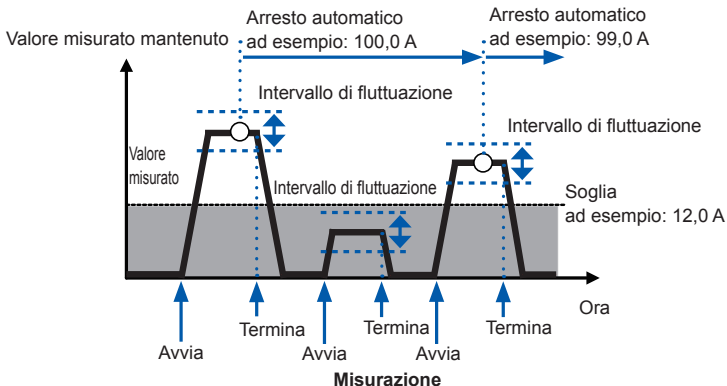 Arresto automatico
ad esempio: 100,0 A
Arresto automatico
ad esempio: 99,0 A
Valore misurato mantenuto
Intervallo di fluttuazione
Intervallo di fluttuazione
Valore
misurato
Intervallo di fluttuazione
Soglia
ad esempio: 12,0 A
Ora
Avvia
Termina
Avvia
Termina
Avvia
Termina
Misurazione